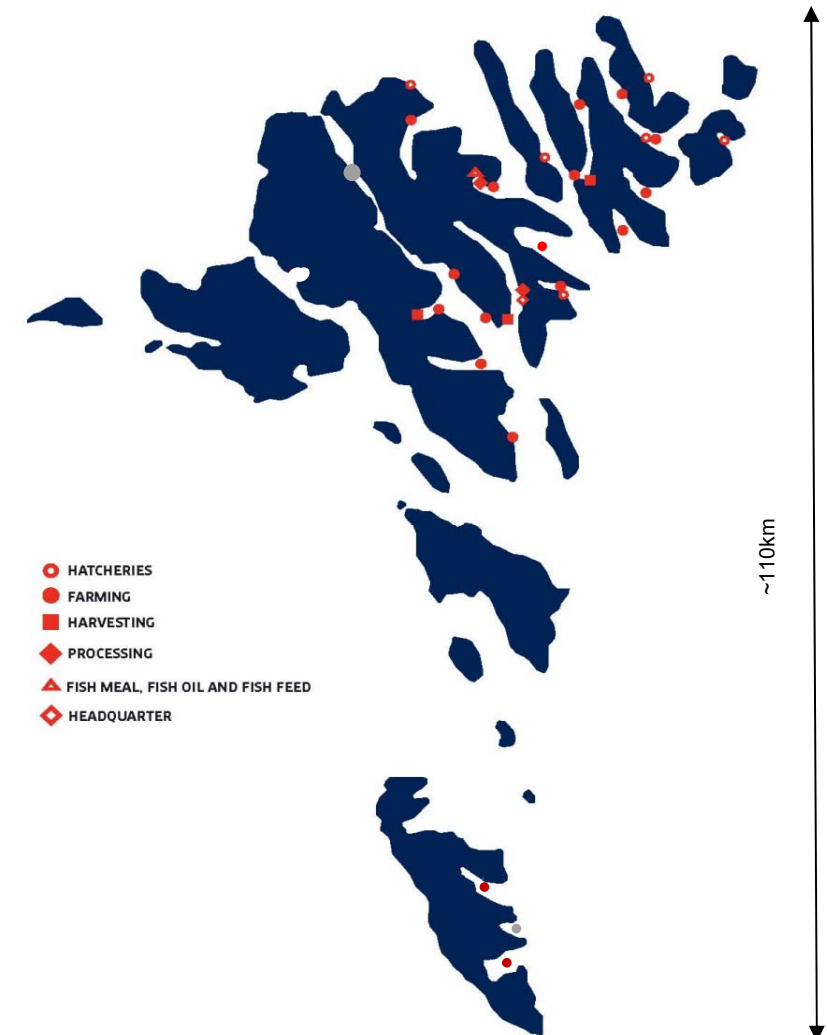 ~110km
HATCHERIES
FARMING
HARVESTING
PROCESSING
FISH MEAL, FISH OIL AND FISH FEED
HEADQUARTER